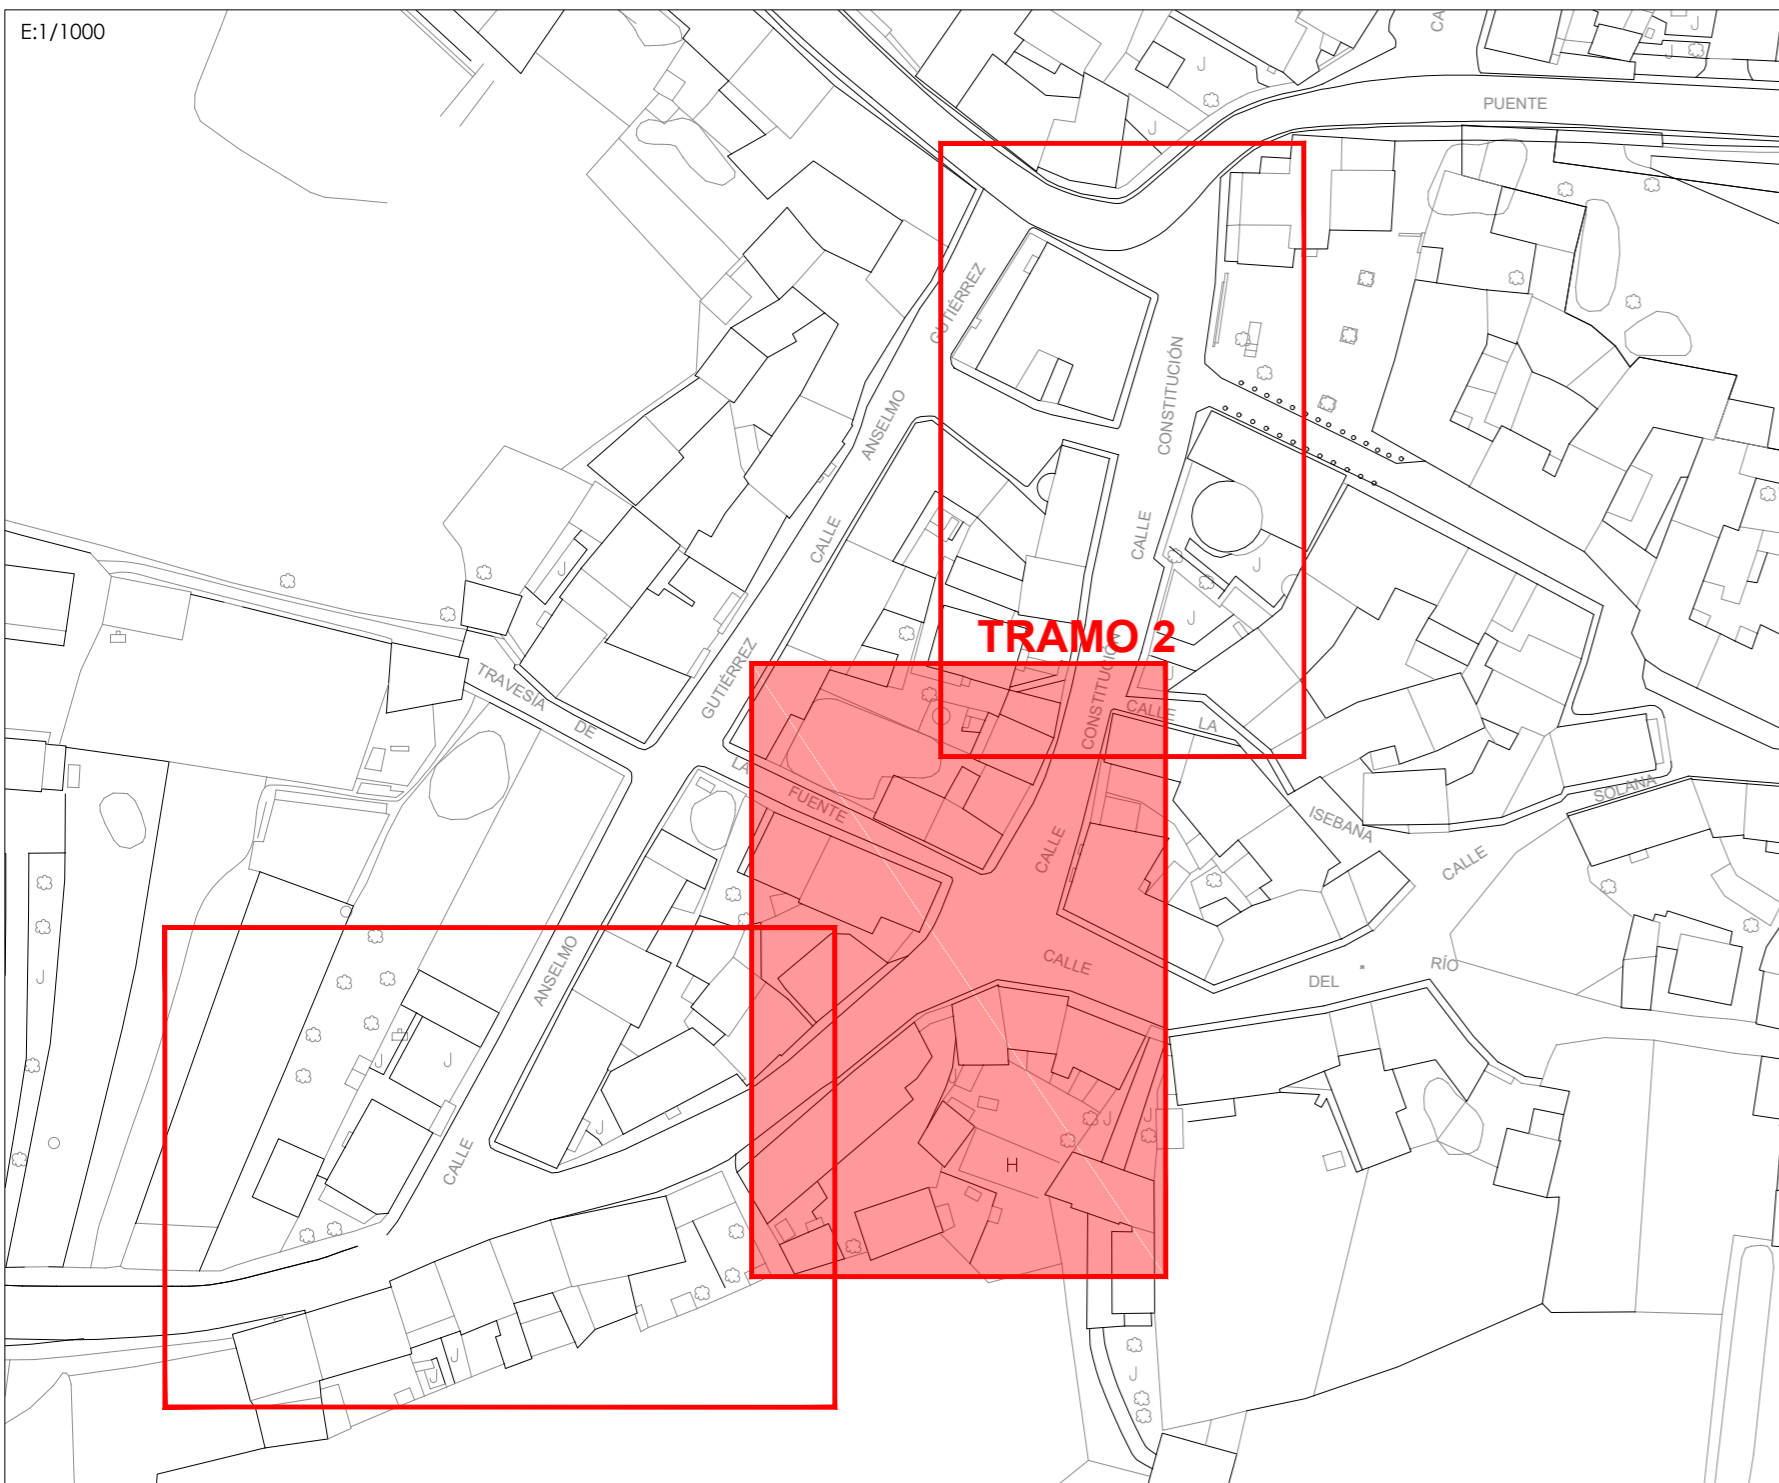 E:1/1000
CA
J
J
PUENTE
J
GUTIÉRREZ
CONSTITUCIÓN
ANSELMO
CALLE
CALLE
J
J
J
TRAMO 2
GUTIÉRREZ
TRAVESÍA DE
CONSTITUCIÓN
J
CALLE LA
LA
FUENTE
SOLANA
ISEBANA
CALLE
CALLE
CALLE
ANSELMO
RÍO
DEL
J
J
J
J
J
J
H
CALLE
J
J
J